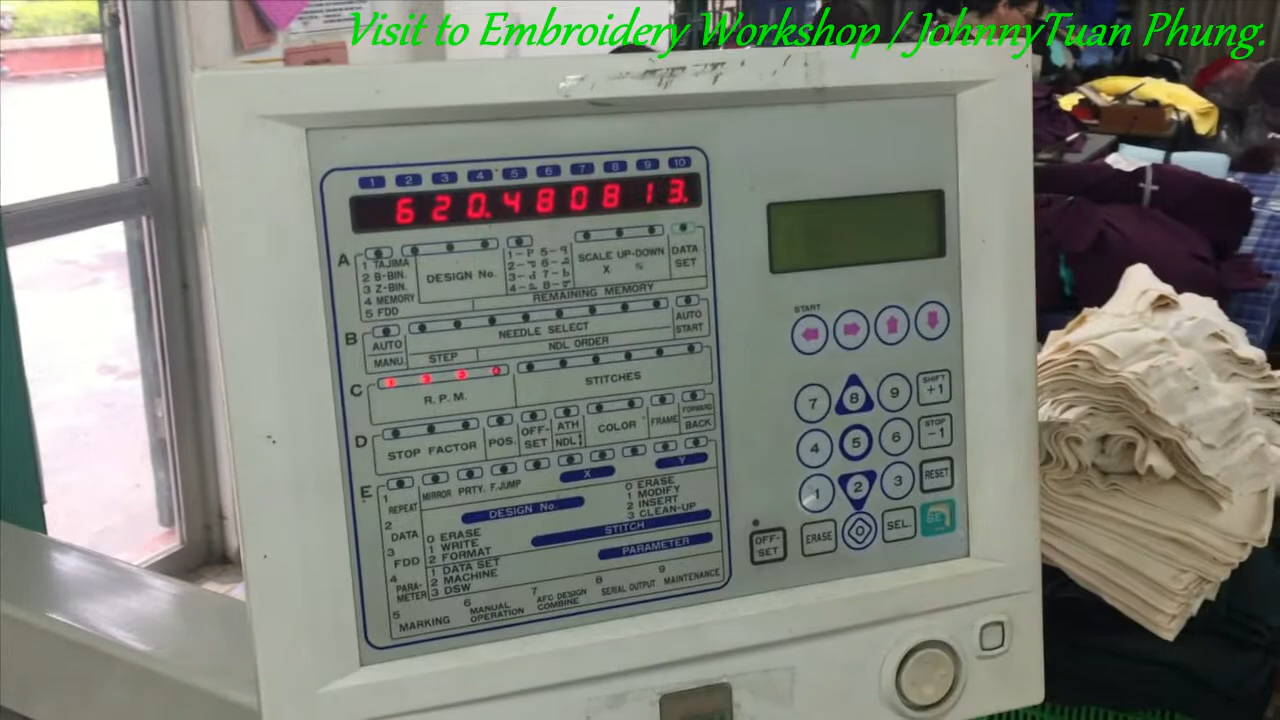 Visit to Embroidery Workshop / JohnnyTuan Phung.
1 2 3 4 5 6 7 8 9 10
620.480813.
A
1 TAJIMA
2 B-BIN.
3 Z-BIN.
4 MEMORY
5 FDD
DESIGN No.
SCALE UP-DOWN
X %
DATA
SET
REMAINING MEMORY
B
AUTO
MANU.
NEEDLE SELECT
STEP
NDL ORDER
AUTO
START
C
R.P.M.
STITCHES
D
STOP FACTOR
POS.
OFF-
SET
ATH
NDL
COLOR
FRAME
FORWARD
BACK
E
1
REPEAT
MIRROR PRTY. F.JUMP
X
Y
2
DATA
DESIGN No.
0 ERASE
1 WRITE
2 FORMAT
0 ERASE
1 MODIFY
2 INSERT
3 CLEAN-UP
STITCH
3
FDD
4
PARA-
METER
1 DATA SET
2 MACHINE
3 DSW
PARAMETER
5
MARKING
6
MANUAL
OPERATION
7
AFC DESIGN
COMBINE
8
SERIAL OUTPUT
9
MAINTENANCE
START
7 8 9
SHIFT
+1
4 5 6
STOP
-1
1 2 3
RESET
OFF-
SET
ERASE
0
SEL.
SET